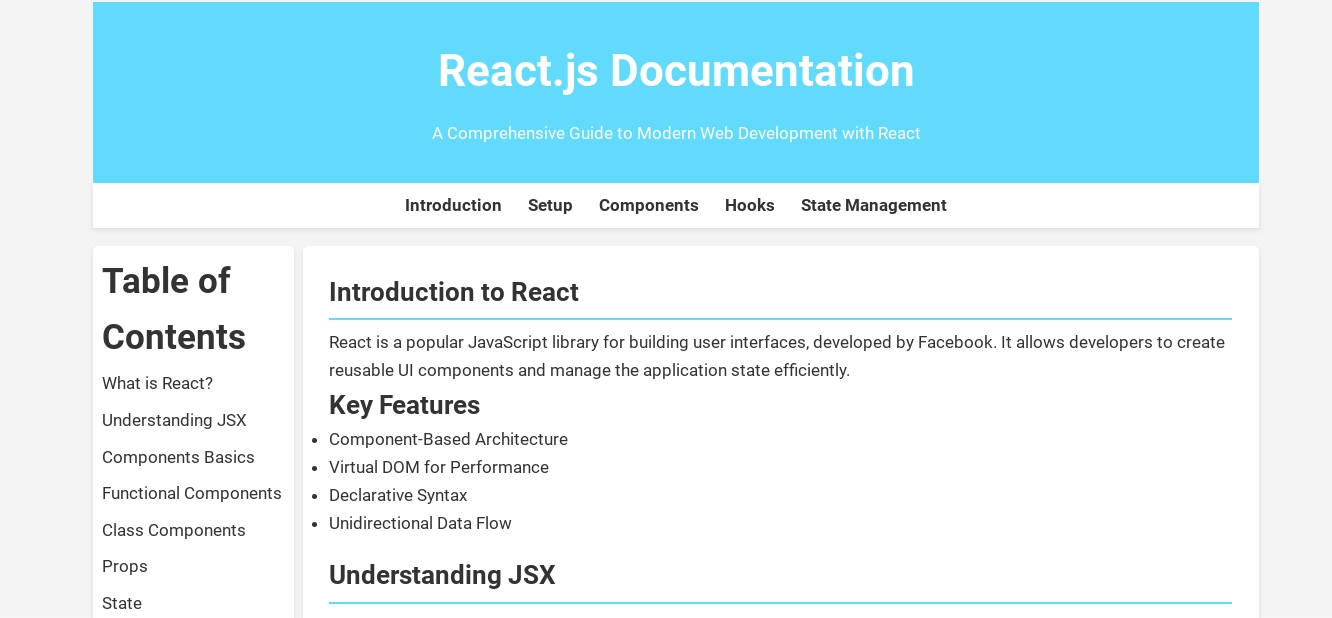 React.js Documentation
A Comprehensive Guide to Modern Web Development with React
Introduction Setup Components Hooks State Management
Table of
Contents
What is React?
Understanding JSX
Components Basics
Functional Components
Class Components
Props
State
Introduction to React
React is a popular JavaScript library for building user interfaces, developed by Facebook. It allows developers to create
reusable UI components and manage the application state efficiently.
Key Features
Component-Based Architecture
Virtual DOM for Performance
Declarative Syntax
Unidirectional Data Flow
Understanding JSX